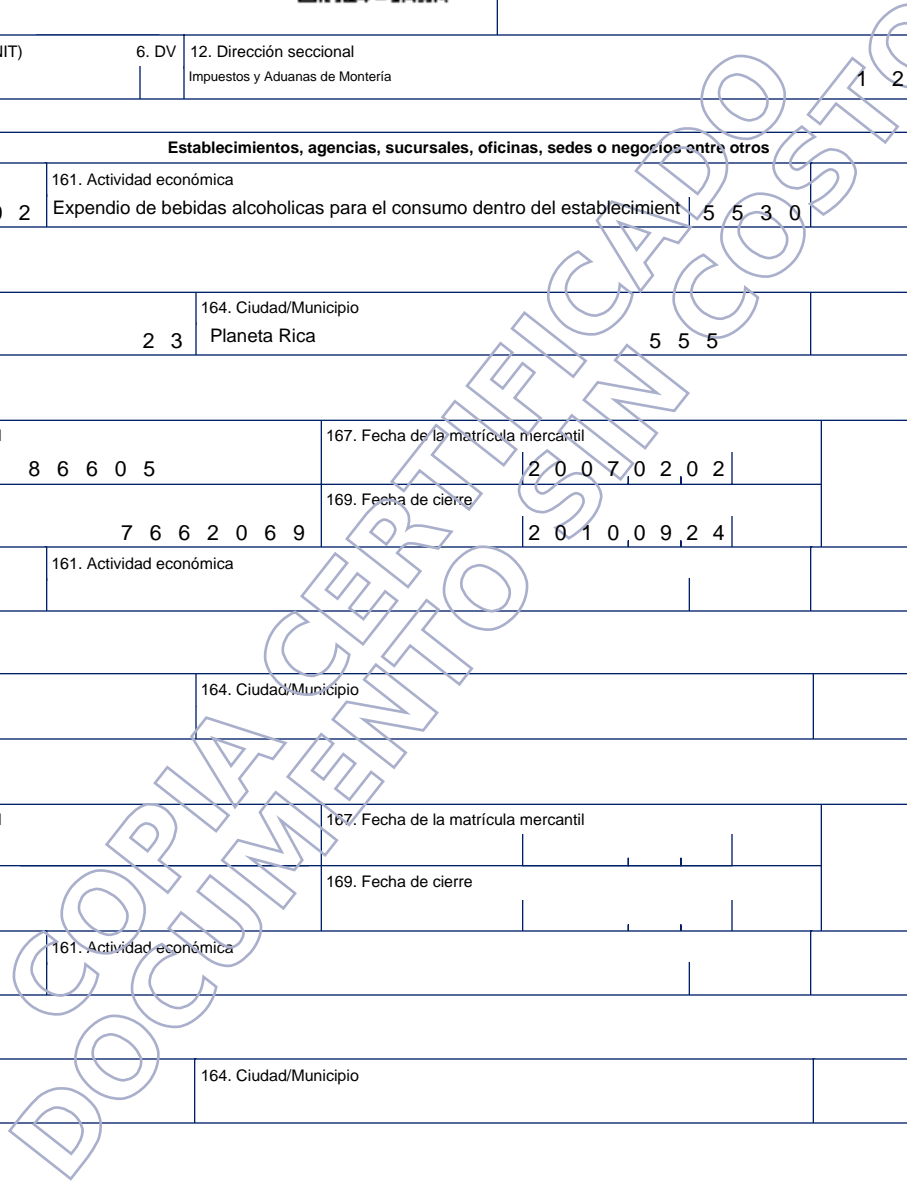 IT) 6. DV 12. Dirección seccional
Impuestos y Aduanas de Montería 1 2
Establecimientos, agencias, sucursales, oficinas, sedes o negocios entre otros
161. Actividad económica
2 Expendio de bebidas alcoholicas para el consumo dentro del establecimient 5 5 3 0
164. Ciudad/Municipio
2 3 Planeta Rica 5 5 5
167. Fecha de la matrícula mercantil
8 6 6 0 5 2 0 0 7 0 2 0 2
169. Fecha de cierre
7 6 6 2 0 6 9 2 0 1 0 0 9 2 4
161. Actividad económica
164. Ciudad/Municipio
167. Fecha de la matrícula mercantil
169. Fecha de cierre
161. Actividad económica
164. Ciudad/Municipio
COPIA CERTIFICADO
DOCUMENTO SIN COSTO